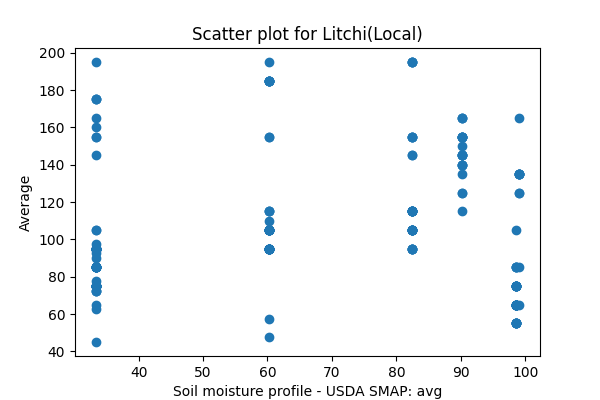 Scatter plot for Litchi(Local)
200
180
160
140
120
100
80
60
40
Average
40 50 60 70 80 90 100
Soil moisture profile - USDA SMAP: avg